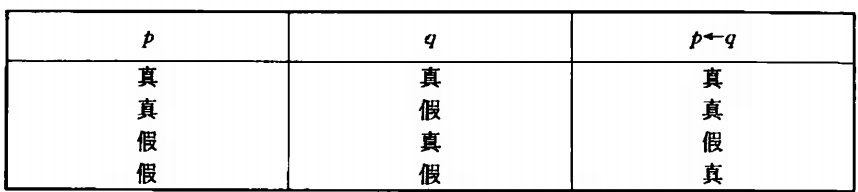 p q p←q
真 真 真
真 假 真
假 真 假
假 假 真